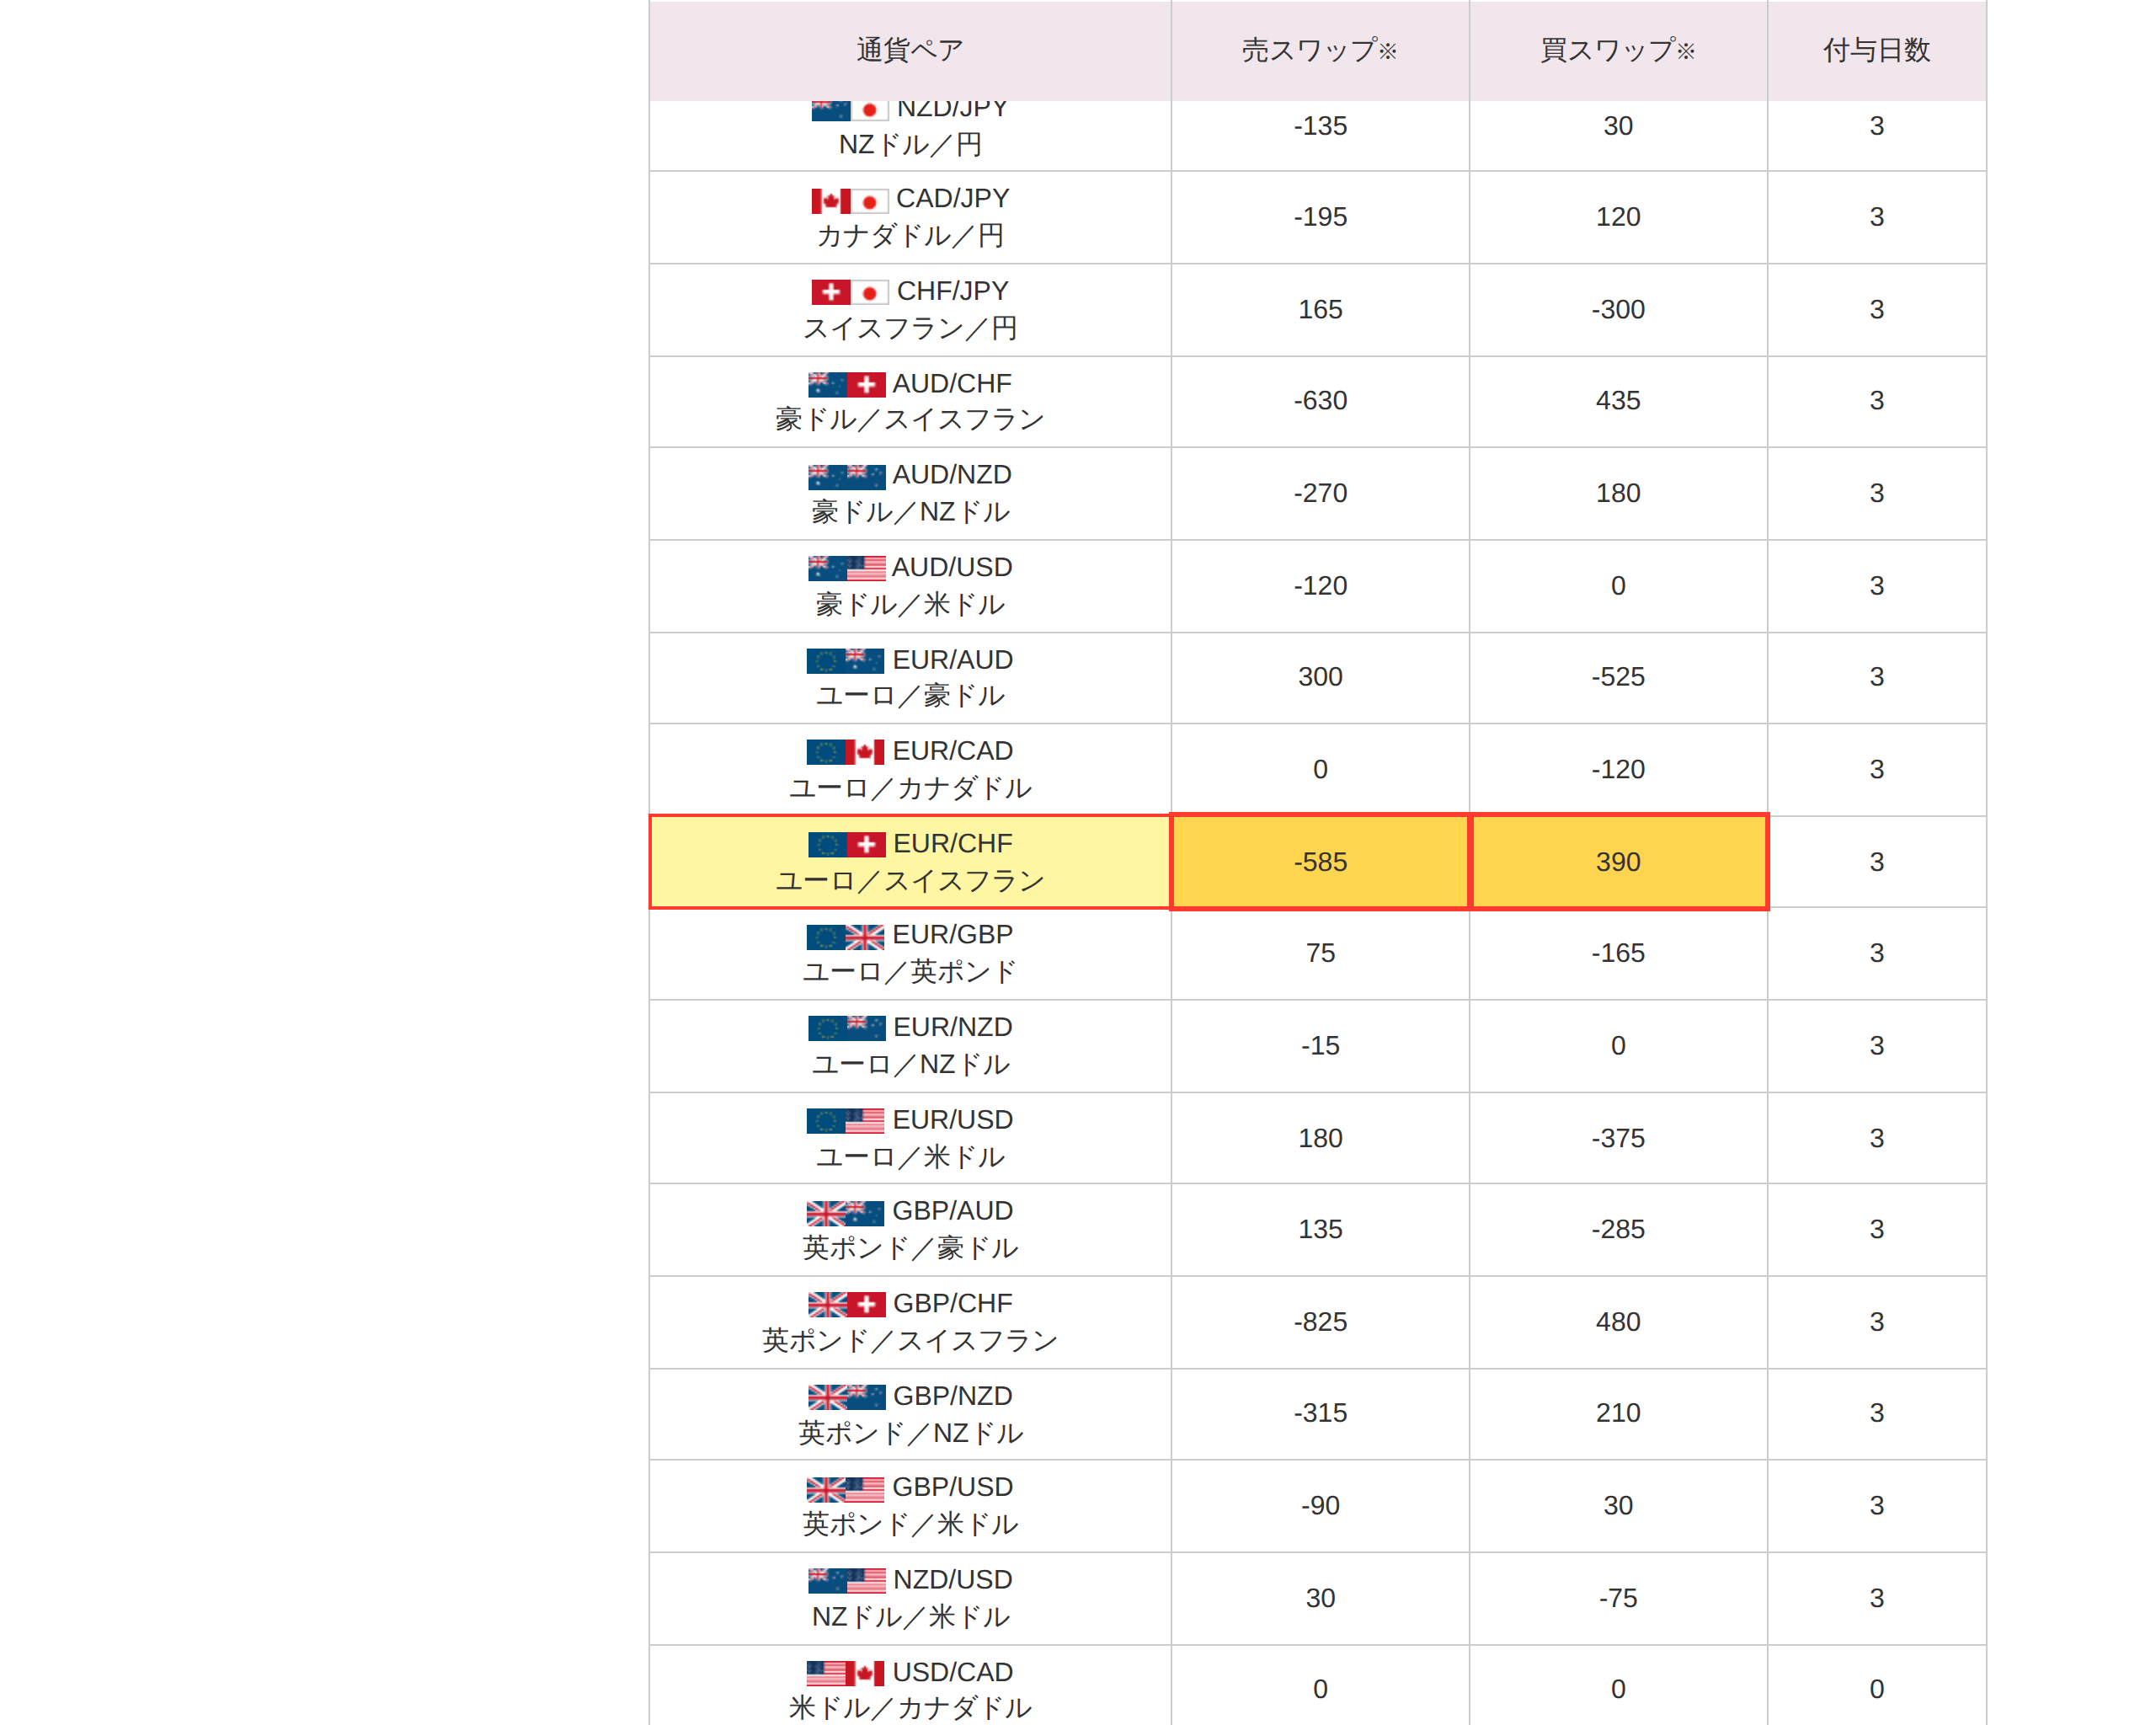 通貨ペア 売スワップ※ 買スワップ※ 付与日数
NZD/JPY
NZドル／円 -135 30 3
CAD/JPY
カナダドル／円 -195 120 3
CHF/JPY
スイスフラン／円 165 -300 3
AUD/CHF
豪ドル／スイスフラン -630 435 3
AUD/NZD
豪ドル／NZドル -270 180 3
AUD/USD
豪ドル／米ドル -120 0 3
EUR/AUD
ユーロ／豪ドル 300 -525 3
EUR/CAD
ユーロ／カナダドル 0 -120 3
EUR/CHF
ユーロ／スイスフラン -585 390 3
EUR/GBP
ユーロ／英ポンド 75 -165 3
EUR/NZD
ユーロ／NZドル -15 0 3
EUR/USD
ユーロ／米ドル 180 -375 3
GBP/AUD
英ポンド／豪ドル 135 -285 3
GBP/CHF
英ポンド／スイスフラン -825 480 3
GBP/NZD
英ポンド／NZドル -315 210 3
GBP/USD
英ポンド／米ドル -90 30 3
NZD/USD
NZドル／米ドル 30 -75 3
USD/CAD
米ドル／カナダドル 0 0 0